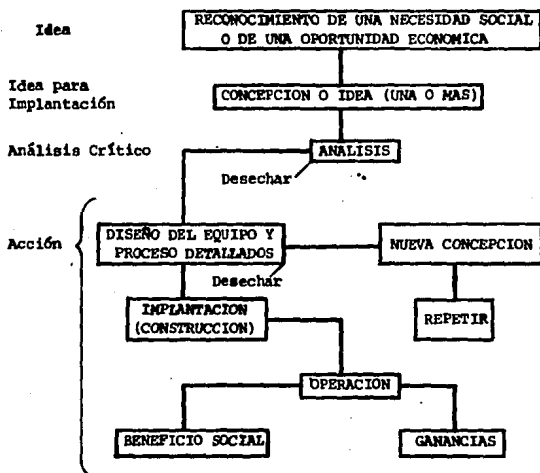 Idea
RECONOCIMIENTO DE UNA NECESIDAD SOCIAL
O DE UNA OPORTUNIDAD ECONOMICA
Idea para
Implantación
CONCEPCION O IDEA (UNA O MAS)
Análisis Crítico
ANALISIS
Desechar
Acción
DISEÑO DEL EQUIPO Y
PROCESO DETALLADOS
NUEVA CONCEPCION
Desechar
IMPLANTACION
(CONSTRUCCION)
REPETIR
OPERACIÓN
BENEFICIO SOCIAL
GANANCIAS